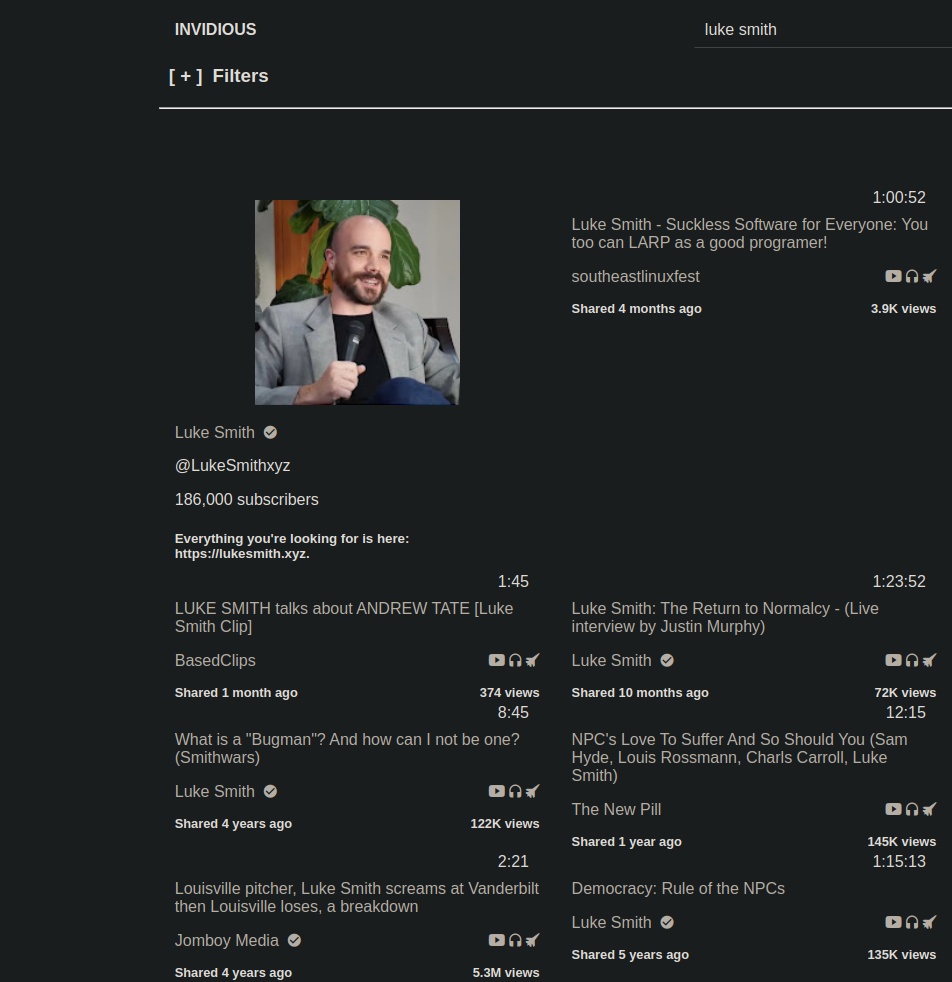 INVIDIOUS
luke smith
[ + ] Filters
1:00:52
Luke Smith - Suckless Software for Everyone: You
too can LARP as a good programer!
southeastlinuxfest
Shared 4 months ago
3.9K views
Luke Smith
@LukeSmithxyz
186,000 subscribers
Everything you're looking for is here:
https://lukesmith.xyz.
1:45
LUKE SMITH talks about ANDREW TATE [Luke
Smith Clip]
BasedClips
Shared 1 month ago
374 views
1:23:52
Luke Smith: The Return to Normalcy - (Live
interview by Justin Murphy)
Luke Smith
Shared 10 months ago
72K views
8:45
What is a "Bugman"? And how can I not be one?
(Smithwars)
Luke Smith
Shared 4 years ago
122K views
12:15
NPC's Love To Suffer And So Should You (Sam
Hyde, Louis Rossmann, Charls Carroll, Luke
Smith)
The New Pill
Shared 1 year ago
145K views
2:21
Louisville pitcher, Luke Smith screams at Vanderbilt
then Louisville loses, a breakdown
Jomboy Media
Shared 4 years ago
5.3M views
1:15:13
Democracy: Rule of the NPCs
Luke Smith
Shared 5 years ago
135K views